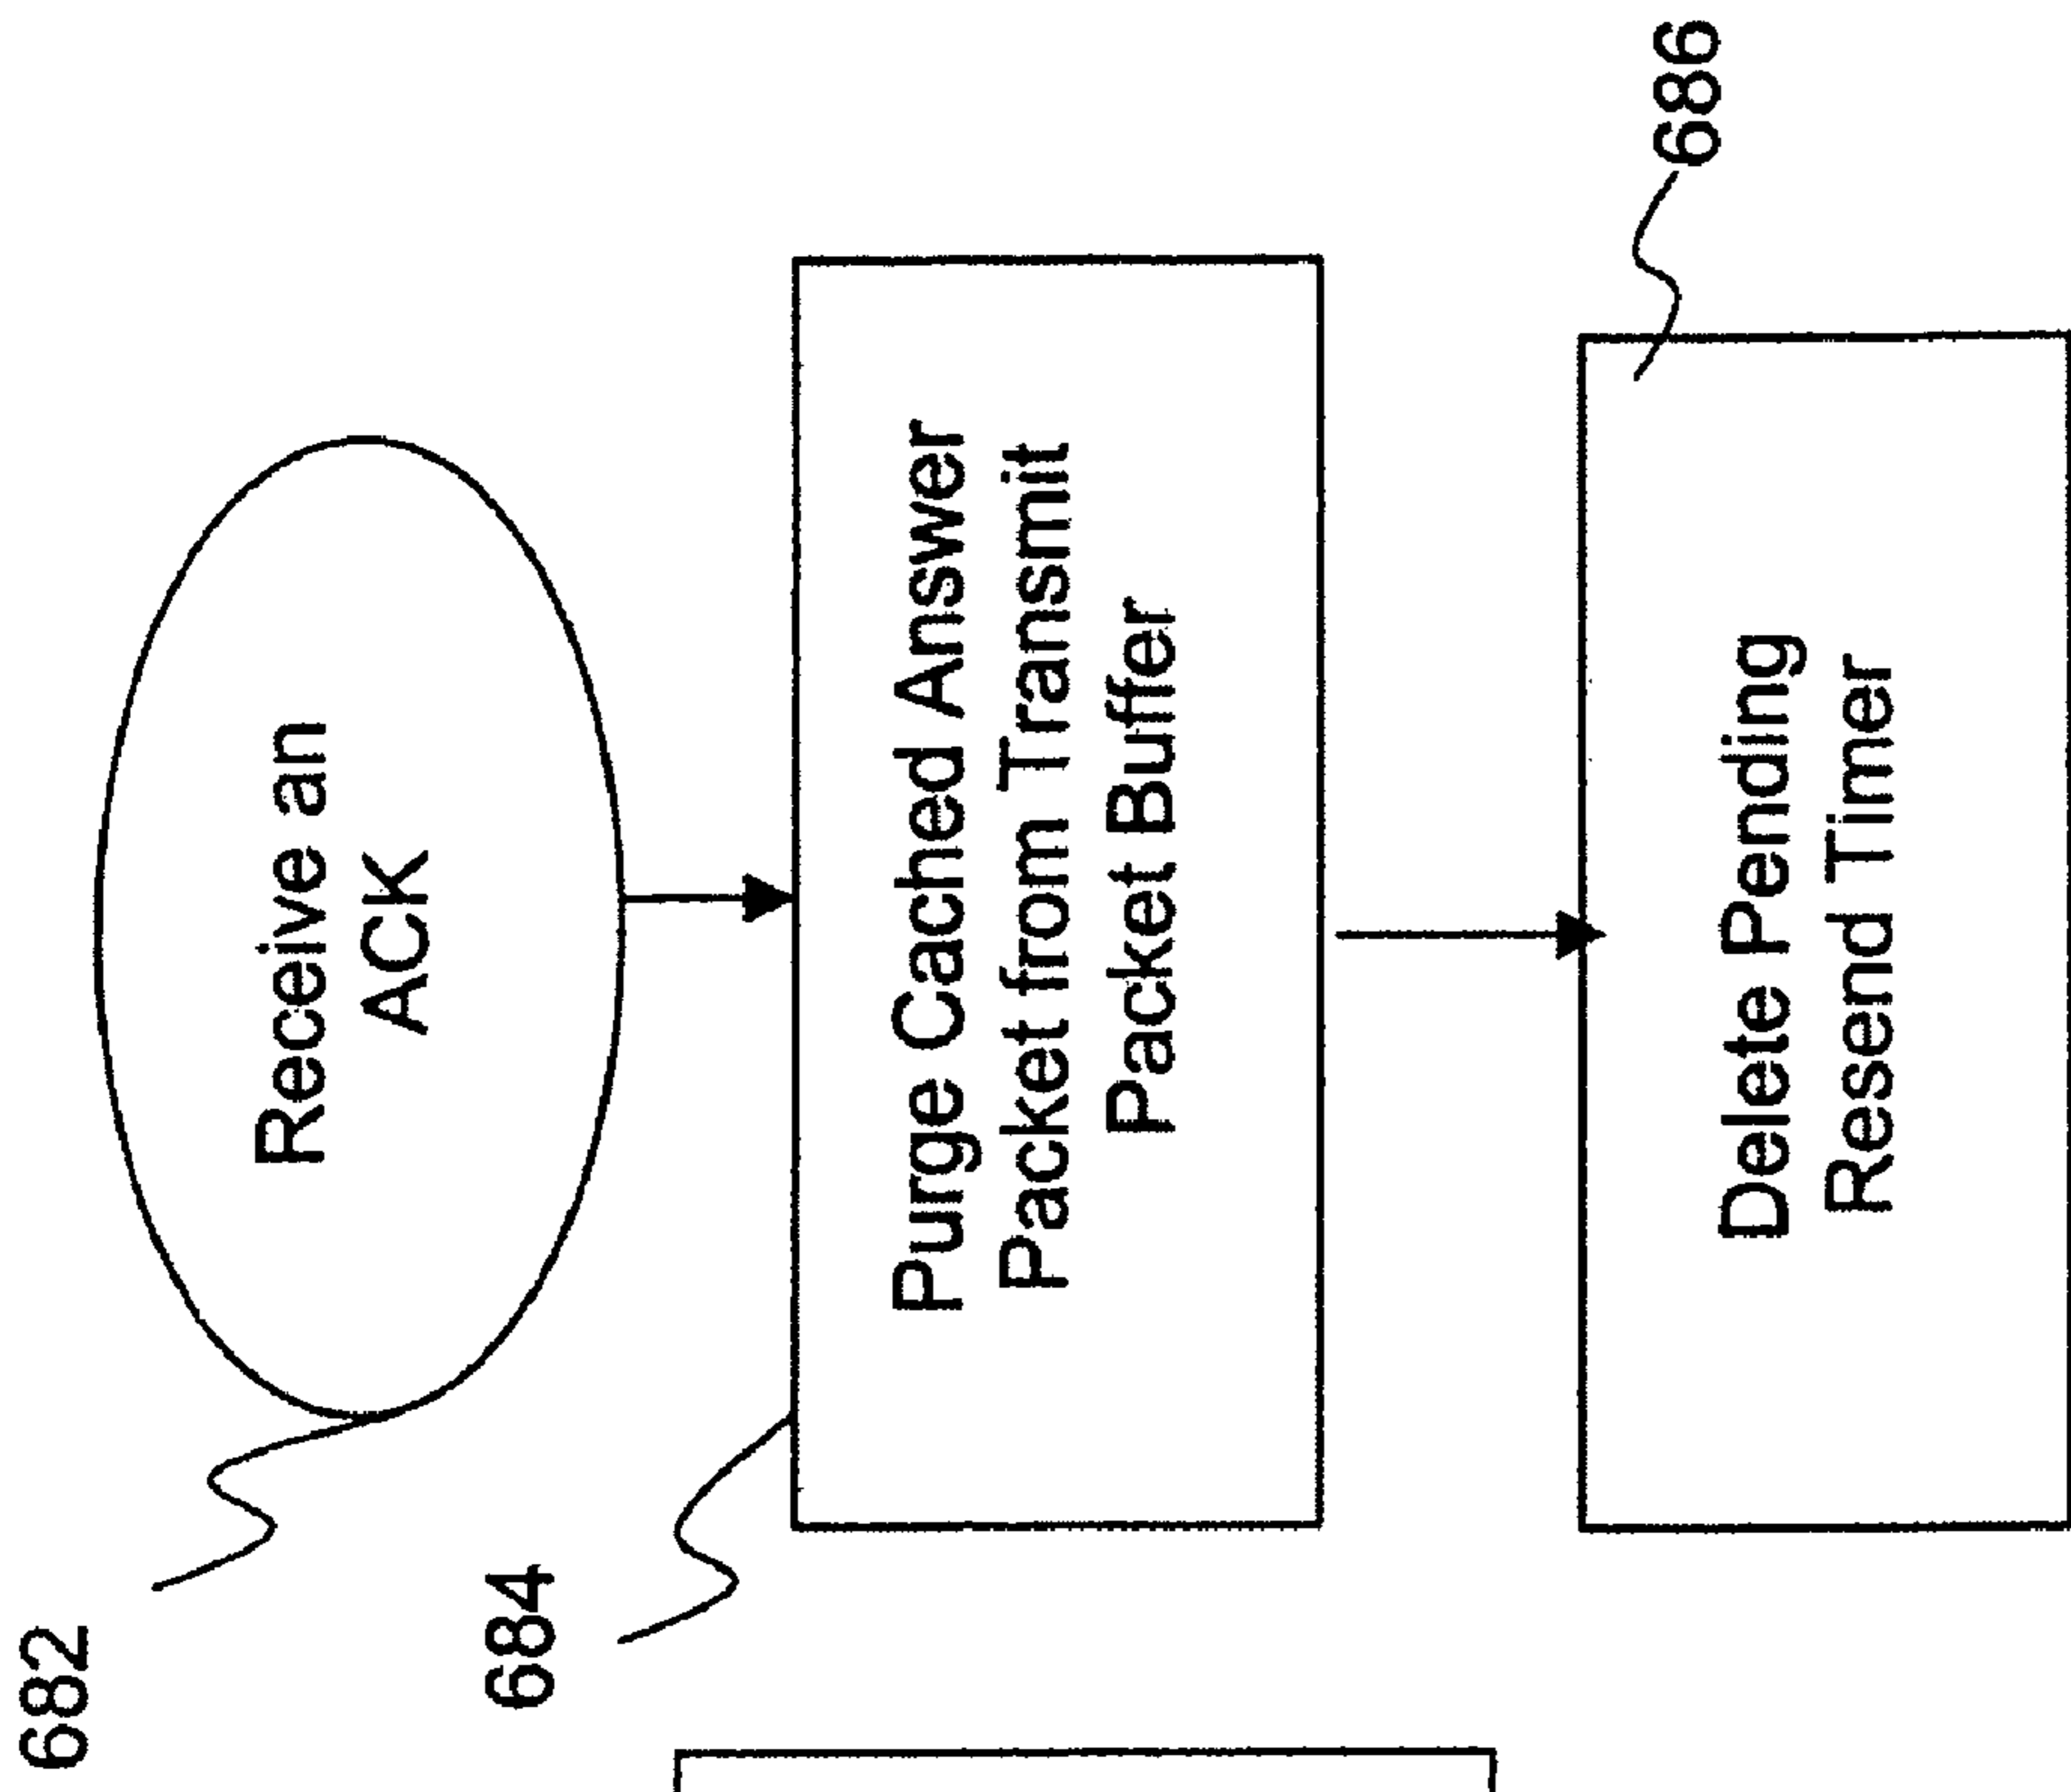 682
Receive an
ACK
684
Purge Cached Answer
Packet from Transmit
Packet Buffer
686
Delete Pending
Resend Timer